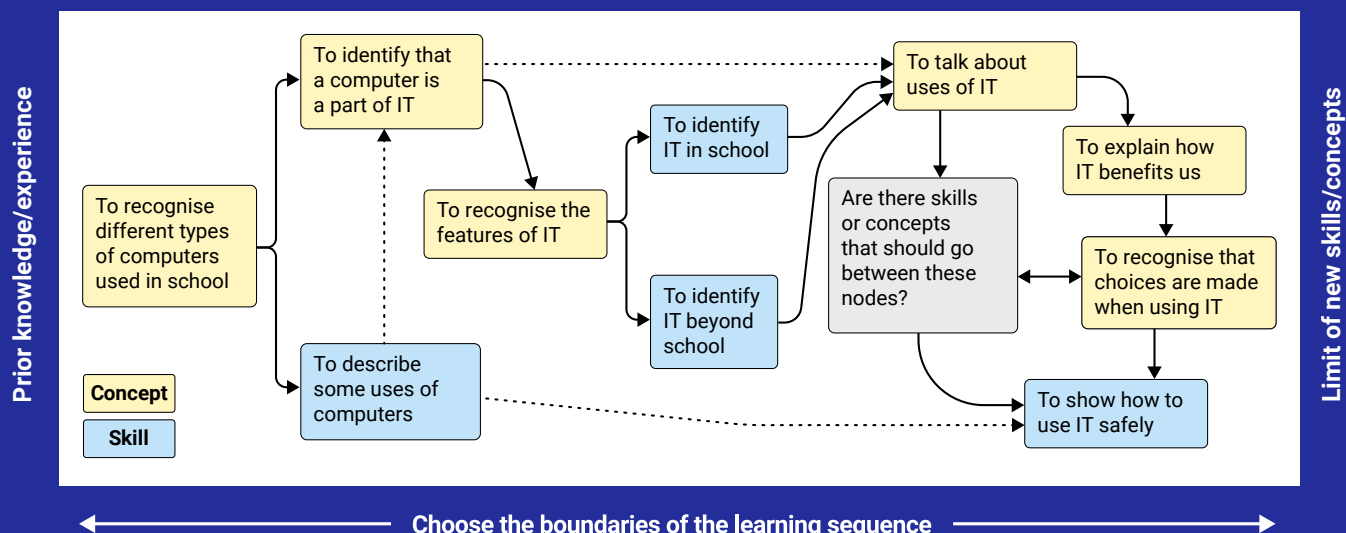 Prior knowledge/experience
To recognise
different types
of computers
used in school
To identify that
a computer is
a part of IT
To describe
some uses of
computers
To recognise the
features of IT
To identify
IT in school
To identify
IT beyond
school
To talk about
uses of IT
Are there skills
or concepts
that should go
between these
nodes?
To explain how
IT benefits us
To recognise that
choices are made
when using IT
To show how to
use IT safely
Concept
Skill
Limit of new skills/concepts
Choose the boundaries of the learning sequence